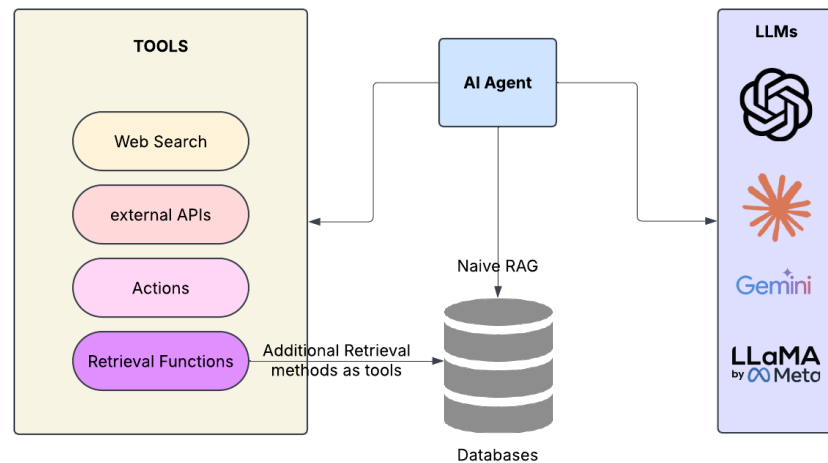 TOOLS
Web Search
external APIs
Actions
Retrieval Functions
AI Agent
Naive RAG
Additional Retrieval
methods as tools
Databases
LLMs
Gemini
LLaMA
by Meta